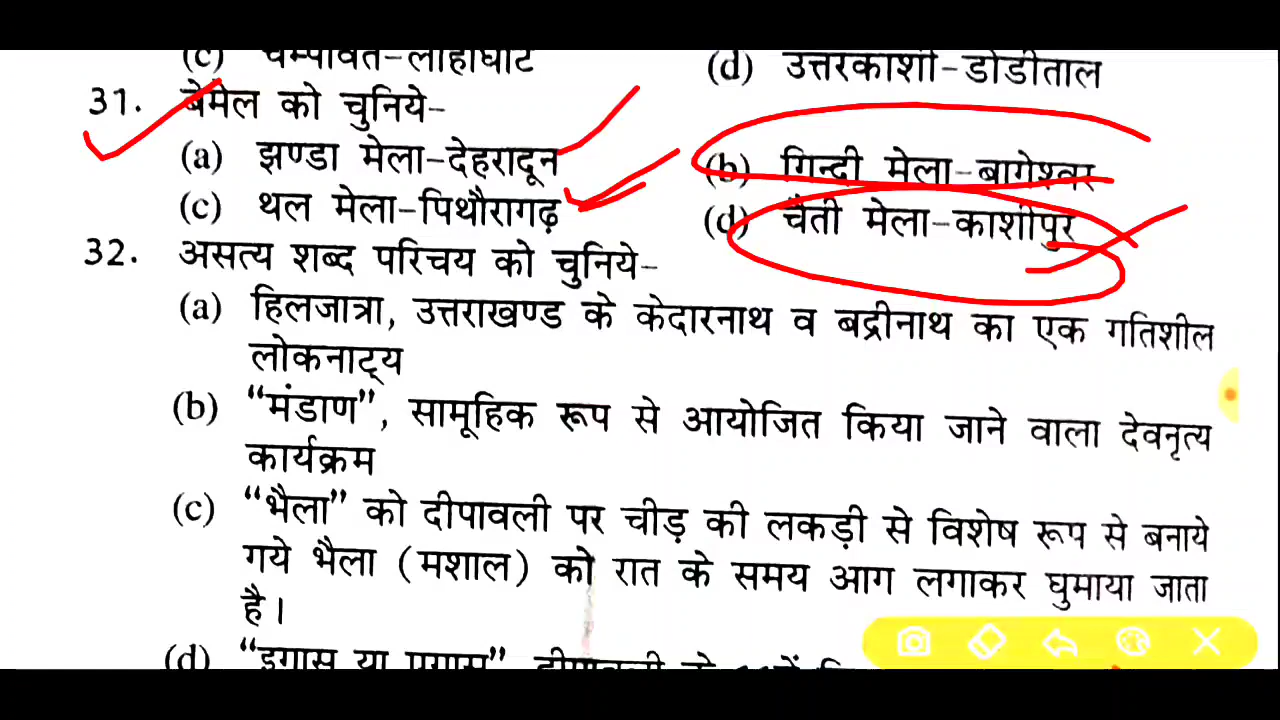 (c) चम्पावत-लोहाघाट (d) उत्तरकाशी-डोडीताल
31. बेमेल को चुनिये-
(a) झण्डा मेला-देहरादून (b) गिन्दी मेला-बागेश्वर
(c) थल मेला-पिथौरागढ़ (d) चैती मेला-काशीपुर
32. असत्य शब्द परिचय को चुनिये-
(a) हिलजात्रा, उत्तराखण्ड के केदारनाथ व बद्रीनाथ का एक गतिशील
लोकनाट्य
(b) “मंडाण”, सामूहिक रूप से आयोजित किया जाने वाला देवनृत्य
कार्यक्रम
(c) “भैला” को दीपावली पर चीड़ की लकड़ी से विशेष रूप से बनाये
गये भैला (मशाल) को रात के समय आग लगाकर घुमाया जाता
है।
(d) “इगास या एगास”, दीपावली के